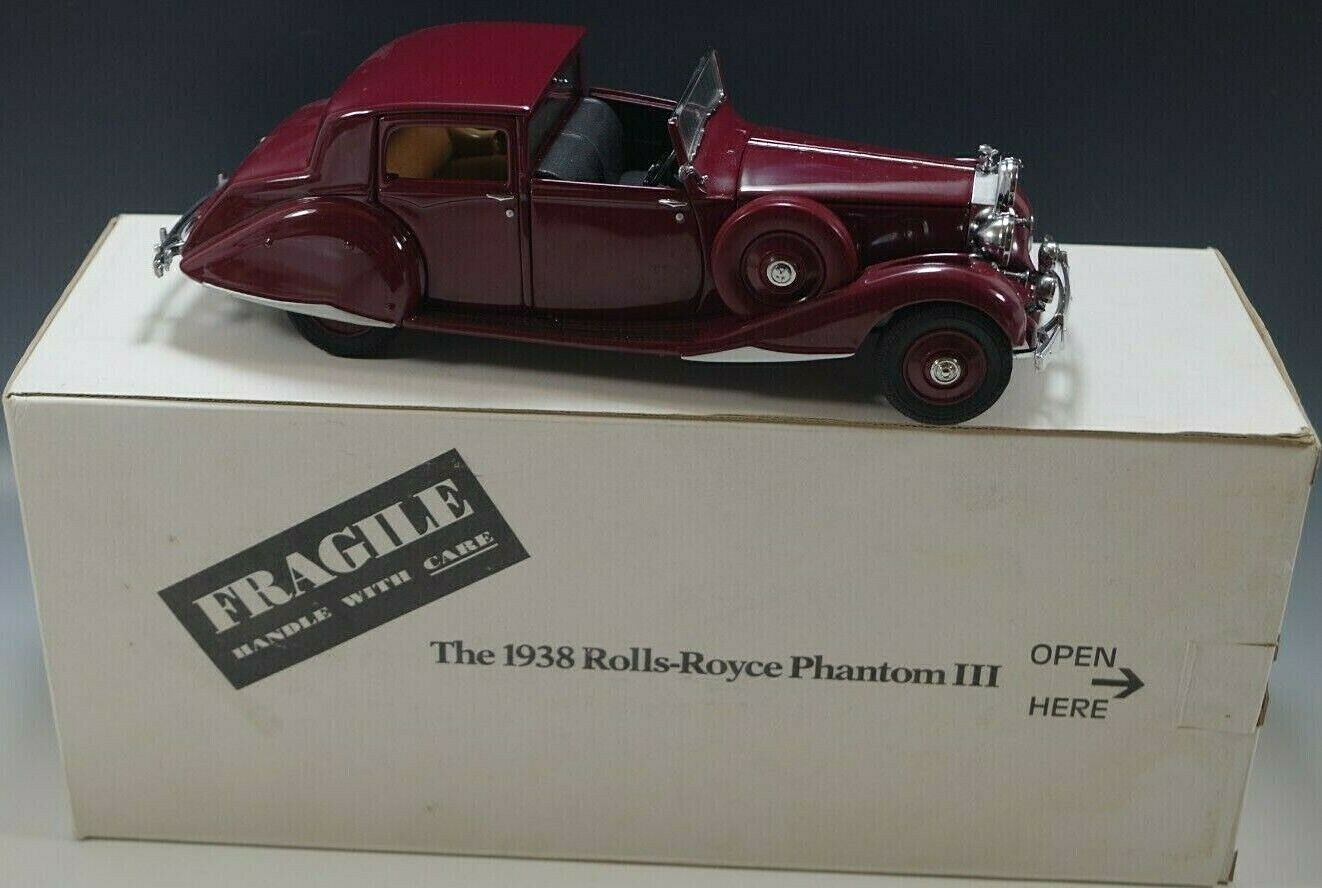 FRAGILE
HANDLE WITH CARE
The 1938 Rolls-Royce Phantom III
OPEN
HERE